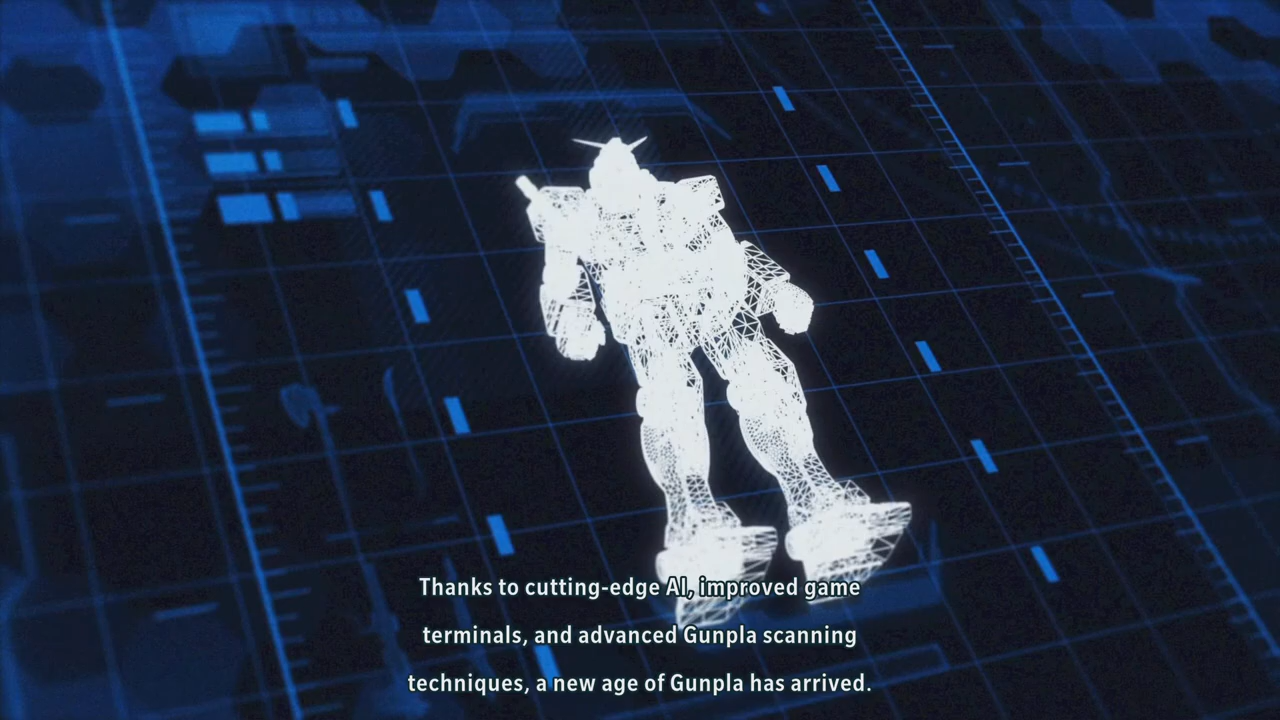 Thanks to cutting-edge AI, improved game
terminals, and advanced Gunpla scanning
techniques, a new age of Gunpla has arrived.